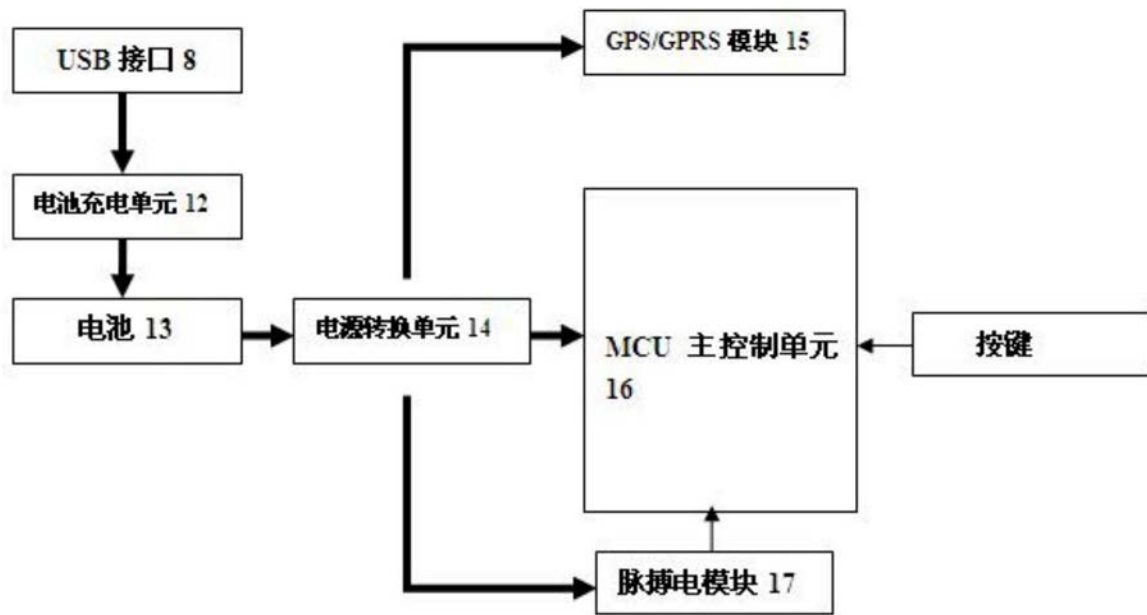 USB 接口 8
GPS/GPRS 模块 15
电池充电单元 12
电池 13
电源转换单元 14
MCU 主控制单元
16
按键
脉搏电模块 17